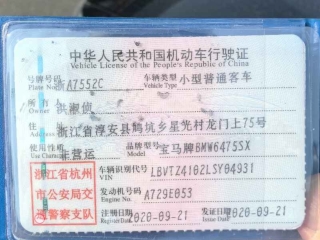 中华人民共和国机动车行驶证
Vehicle License of the People's Republic of China
号牌号码 A7552C 车辆类型 小型普通客车
Plate No. Vehicle Type
所有人 洪淑侦
Owner
住址 浙江省淳安县鸠坑乡星先村龙门上75号
Address
使用性质 非营运 品牌型号 宝马牌BMW6475SX
Use Character Model
浙江省杭州
市公安局交
通警察支队
车辆识别代号 LBVTZ4102LSY04931
VIN
发动机号码 A729E053
Engine No.
注册日期 2020-09-21 发证日期 2020-09-21
Register Date Issue Date